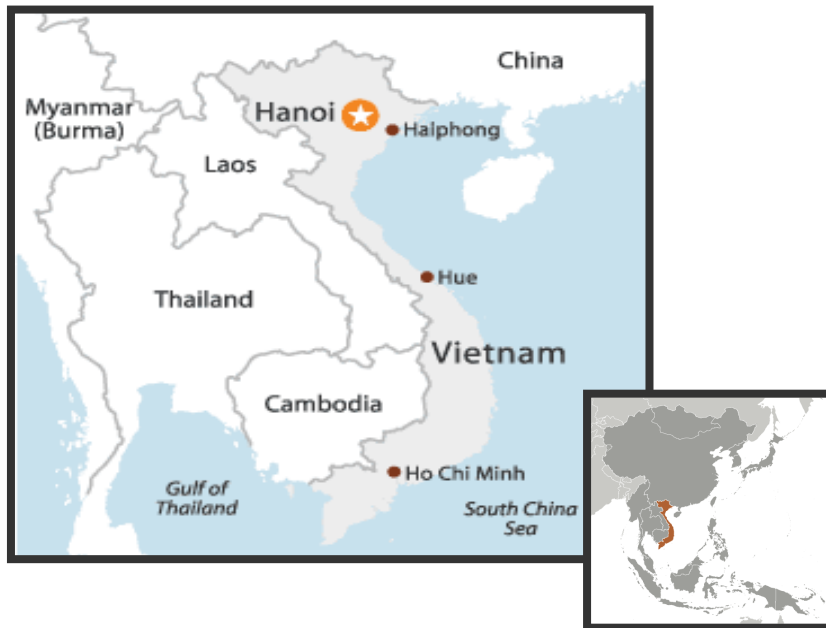 China
Myanmar
(Burma)
Hanoi
Haiphong
Laos
Hue
Thailand
Vietnam
Cambodia
Ho Chi Minh
Gulf of
Thailand
South China
Sea